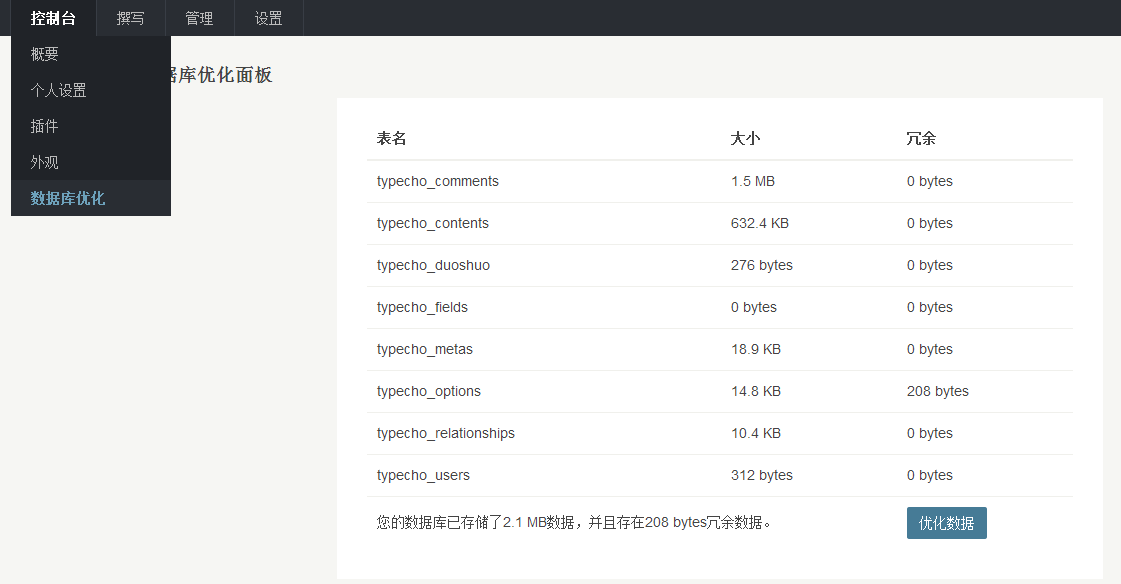 控制台 撰写 管理 设置
概要
个人设置
插件
外观
数据库优化
库优化面板
表名 大小 冗余
typecho_comments 1.5 MB 0 bytes
typecho_contents 632.4 KB 0 bytes
typecho_duoshuo 276 bytes 0 bytes
typecho_fields 0 bytes 0 bytes
typecho_metas 18.9 KB 0 bytes
typecho_options 14.8 KB 208 bytes
typecho_relationships 10.4 KB 0 bytes
typecho_users 312 bytes 0 bytes
您的数据库已存储了2.1 MB数据，并且存在208 bytes冗余数据。 优化数据